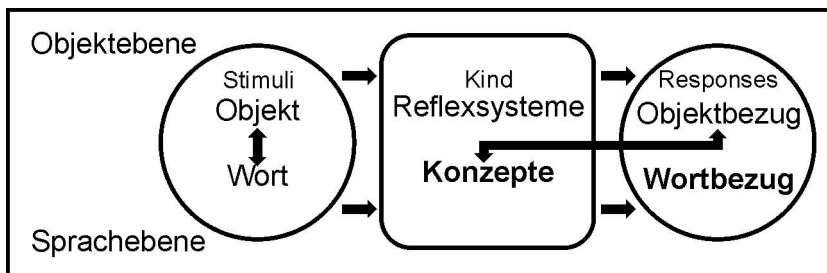 Objektebene
Stimuli
Objekt
Wort
Kind
Reflexsysteme
Konzepte
Responses
Objektbezug
Wortbezug
Sprachebene